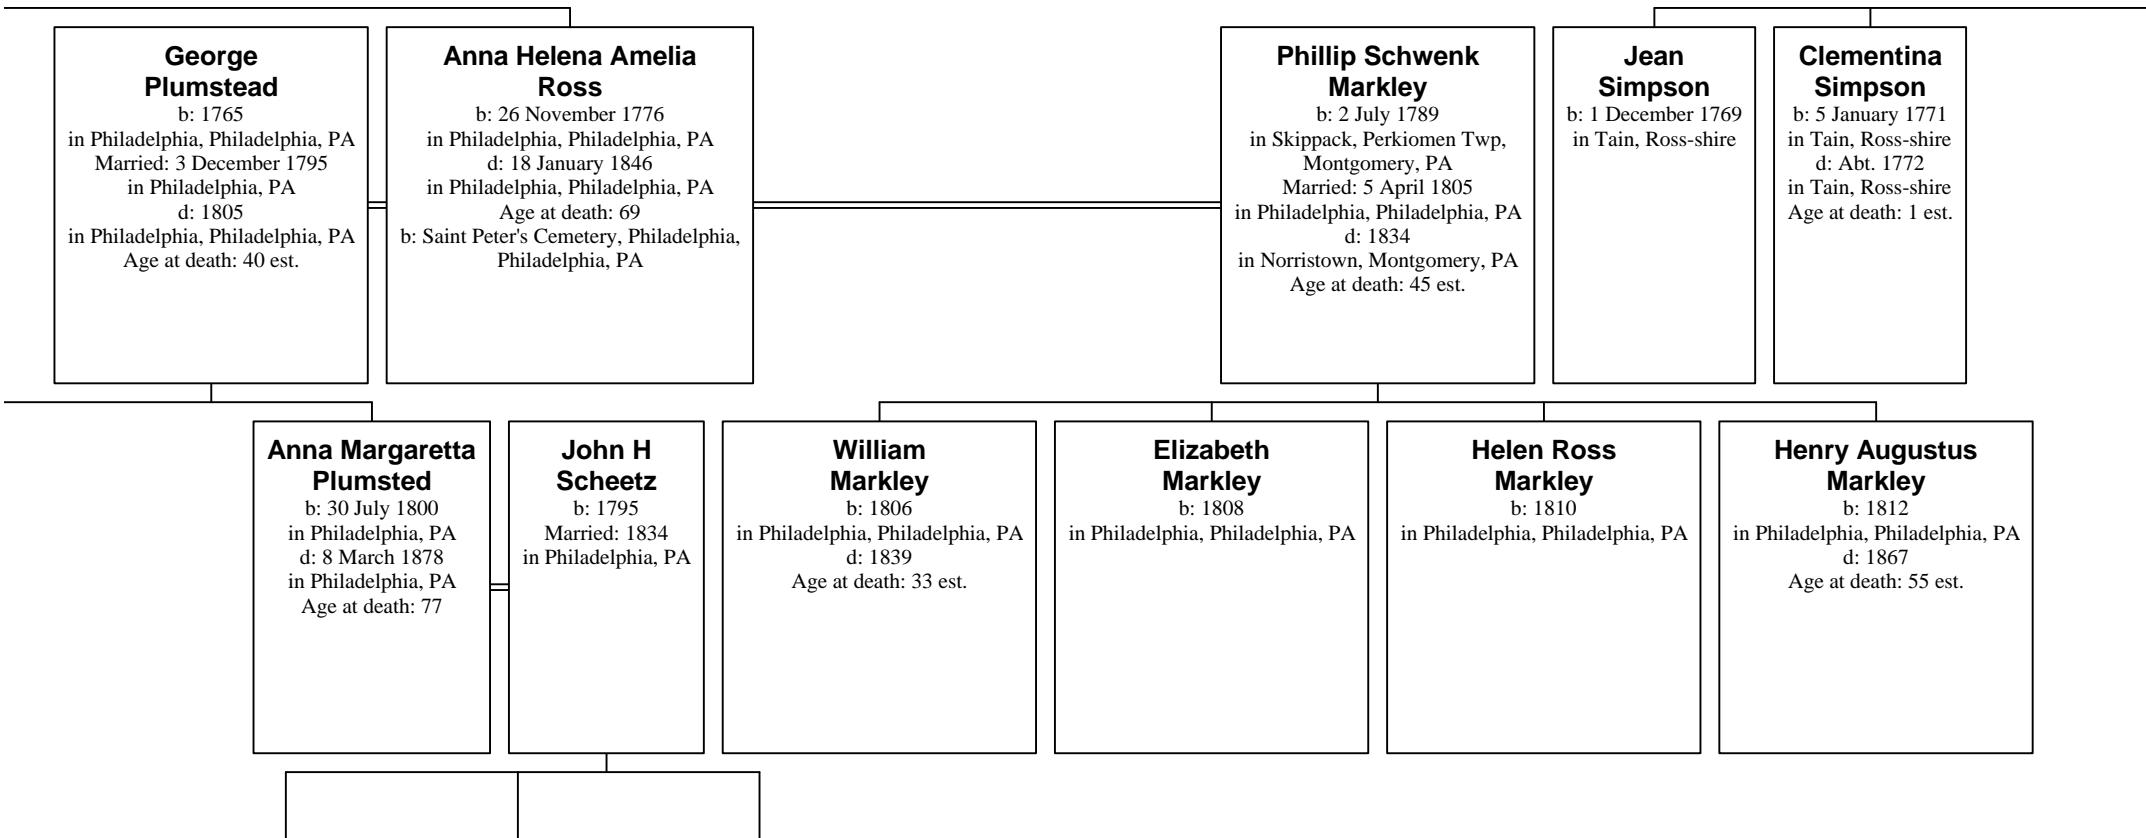 George
Plumstead
b: 1765
in Philadelphia, Philadelphia, PA
Married: 3 December 1795
in Philadelphia, PA
d: 1805
in Philadelphia, Philadelphia, PA
Age at death: 40 est.
Anna Helena Amelia
Ross
b: 26 November 1776
in Philadelphia, Philadelphia, PA
d: 18 January 1846
in Philadelphia, Philadelphia, PA
Age at death: 69
b: Saint Peter's Cemetery, Philadelphia,
Philadelphia, PA
Phillip Schwenk
Markley
b: 2 July 1789
in Skippack, Perkiomen Twp,
Montgomery, PA
Married: 5 April 1805
in Philadelphia, Philadelphia, PA
d: 1834
in Norristown, Montgomery, PA
Age at death: 45 est.
Jean
Simpson
b: 1 December 1769
in Tain, Ross-shire
Clementina
Simpson
b: 5 January 1771
in Tain, Ross-shire
d: Abt. 1772
in Tain, Ross-shire
Age at death: 1 est.
Anna Margaretta
Plumsted
b: 30 July 1800
in Philadelphia, PA
d: 8 March 1878
in Philadelphia, PA
Age at death: 77
John H
Scheetz
b: 1795
Married: 1834
in Philadelphia, PA
William
Markley
b: 1806
in Philadelphia, Philadelphia, PA
d: 1839
Age at death: 33 est.
Elizabeth
Markley
b: 1808
in Philadelphia, Philadelphia, PA
Helen Ross
Markley
b: 1810
in Philadelphia, Philadelphia, PA
Henry Augustus
Markley
b: 1812
in Philadelphia, Philadelphia, PA
d: 1867
Age at death: 55 est.